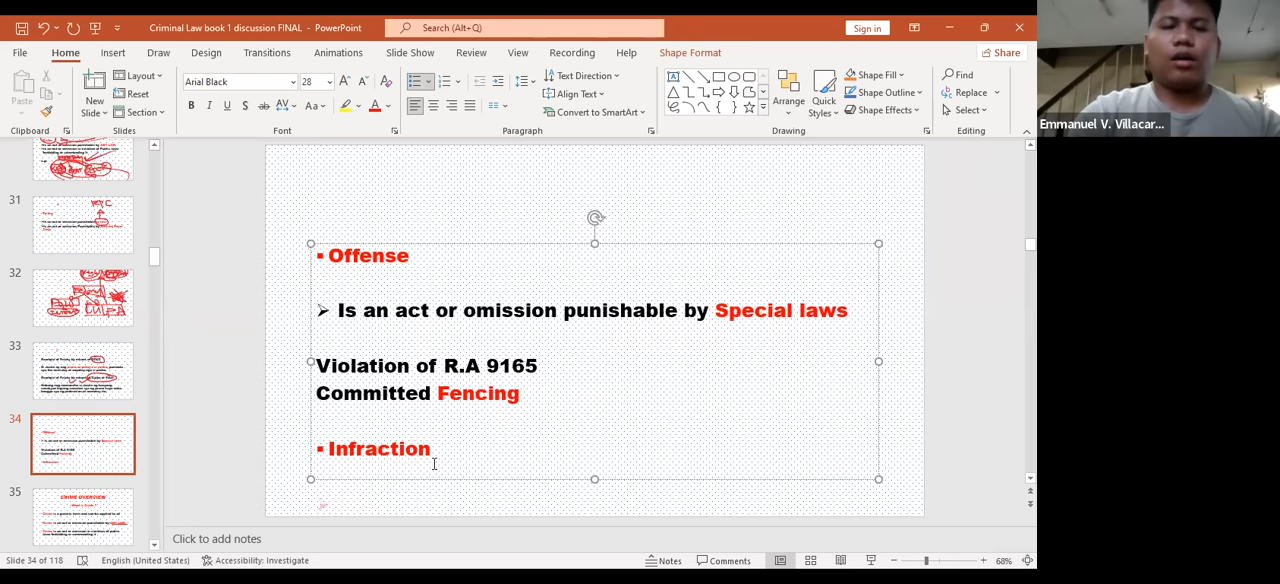 Criminal Law book 1 discussion FINAL - PowerPoint
Search (Alt+Q)
Sign in
File Home Insert Draw Design Transitions Animations Slide Show Review View Recording Help Shape Format
Share
Paste
New
Slide
Layout
Reset
Section
Arial Black 28
Text Direction
Align Text
Convert to SmartArt
Arrange
Quick
Styles
Shape Fill
Shape Outline
Shape Effects
Find
Replace
Select
Clipboard Slides Font Paragraph Drawing Editing
Emmanuel V. Villacar...
31
32
33
34
35
CRIME OVERVIEW
▪ Offense
➢ Is an act or omission punishable by Special laws
Violation of R.A 9165
Committed Fencing
▪ Infraction
Click to add notes
Slide 34 of 118 English (United States) Accessibility: Investigate Notes Comments 68%